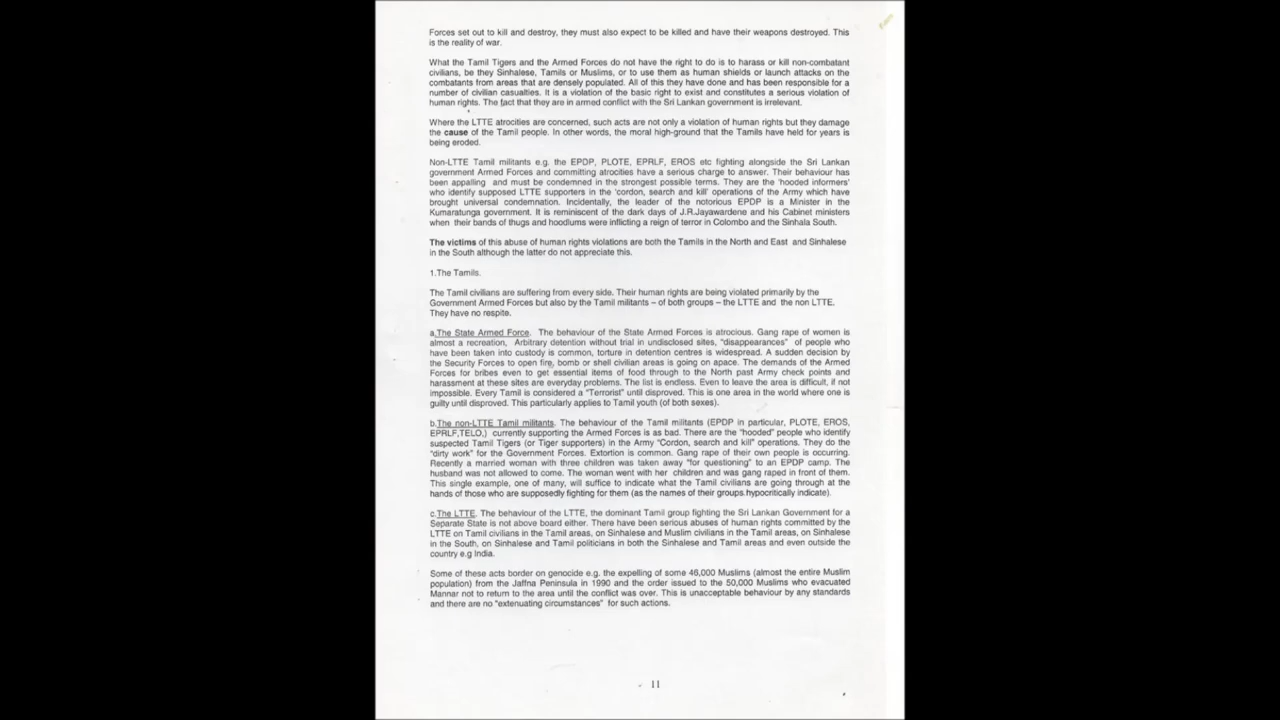 Forces set out to kill and destroy, they must also expect to be killed and have their weapons destroyed. This
is the reality of war.
What the Tamil Tigers and the Armed Forces do not have the right to do is to harass or kill non-combatant
civilians, be they Sinhalese, Tamils or Muslims, or to use them as human shields or launch attacks on the
combatants from areas that are densely populated. All of this they have done and has been responsible for a
number of civilian casualties. It is a violation of the basic right to exist and constitutes a serious violation of
human rights. The fact that they are in armed conflict with the Sri Lankan government is irrelevant.
Where the LTTE atrocities are concerned, such acts are not only a violation of human rights but they damage
the cause of the Tamil people. In other words, the moral high-ground that the Tamils have held for years is
being eroded.
Non-LTTE Tamil militants e.g. the EPDP, PLOTE, EPRLF, EROS etc fighting alongside the Sri Lankan
government Armed Forces and committing atrocities have a serious charge to answer. Their behaviour has
been appalling and must be condemned in the strongest possible terms. They are the 'hooded informers'
who identify supposed LTTE supporters in the 'cordon, search and kill' operations of the Army which have
brought universal condemnation. Incidentally, the leader of the notorious EPDP is a Minister in the
Kumaratunga government. It is reminiscent of the dark days of J.R.Jayawardene and his Cabinet ministers
when their bands of thugs and hoodlums were inflicting a reign of terror in Colombo and the Sinhala South.
The victims of this abuse of human rights violations are both the Tamils in the North and East and Sinhalese
in the South although the latter do not appreciate this.
1.The Tamils.
The Tamil civilians are suffering from every side. Their human rights are being violated primarily by the
Government Armed Forces but also by the Tamil militants – of both groups – the LTTE and the non LTTE.
They have no respite.
a.The State Armed Force. The behaviour of the State Armed Forces is atrocious. Gang rape of women is
almost a recreation, Arbitrary detention without trial in undisclosed sites, "disappearances" of people who
have been taken into custody is common, torture in detention centres is widespread. A sudden decision by
the Security Forces to open fire, bomb or shell civilian areas is going on apace. The demands of the Armed
Forces for bribes even to get essential items of food through to the North past Army check points and
harassment at these sites are everyday problems. The list is endless. Even to leave the area is difficult, if not
impossible. Every Tamil is considered a "Terrorist" until disproved. This is one area in the world where one is
guilty until disproved. This particularly applies to Tamil youth (of both sexes).
b.The non-LTTE Tamil militants. The behaviour of the Tamil militants (EPDP in particular, PLOTE, EROS,
EPRLF,TELO,) currently supporting the Armed Forces is as bad. There are the "hooded" people who identify
suspected Tamil Tigers (or Tiger supporters) in the Army "Cordon, search and kill" operations. They do the
"dirty work" for the Government Forces. Extortion is common. Gang rape of their own people is occurring.
Recently a married woman with three children was taken away "for questioning" to an EPDP camp. The
husband was not allowed to come. The woman went with her children and was gang raped in front of them.
This single example, one of many, will suffice to indicate what the Tamil civilians are going through at the
hands of those who are supposedly fighting for them (as the names of their groups hypocritically indicate).
c.The LTTE. The behaviour of the LTTE, the dominant Tamil group fighting the Sri Lankan Government for a
Separate State is not above board either. There have been serious abuses of human rights committed by the
LTTE on Tamil civilians in the Tamil areas, on Sinhalese and Muslim civilians in the Tamil areas, on Sinhalese
in the South, on Sinhalese and Tamil politicians in both the Sinhalese and Tamil areas and even outside the
country e.g India.
Some of these acts border on genocide e.g. the expelling of some 46,000 Muslims (almost the entire Muslim
population) from the Jaffna Peninsula in 1990 and the order issued to the 50,000 Muslims who evacuated
Mannar not to return to the area until the conflict was over. This is unacceptable behaviour by any standards
and there are no "extenuating circumstances" for such actions.
11